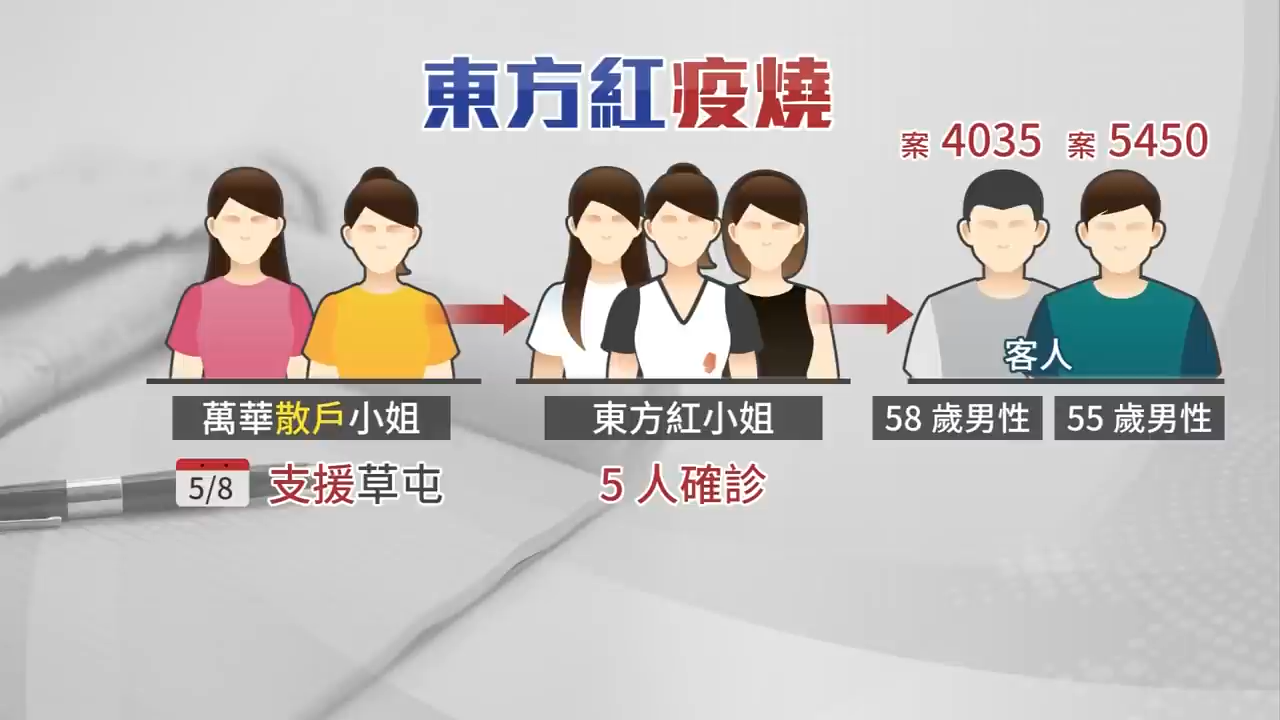 東方紅疫燒
案 4035 案 5450
客人
萬華散戶小姐
東方紅小姐
58 歲男性
55 歲男性
5/8 支援草屯
5 人確診